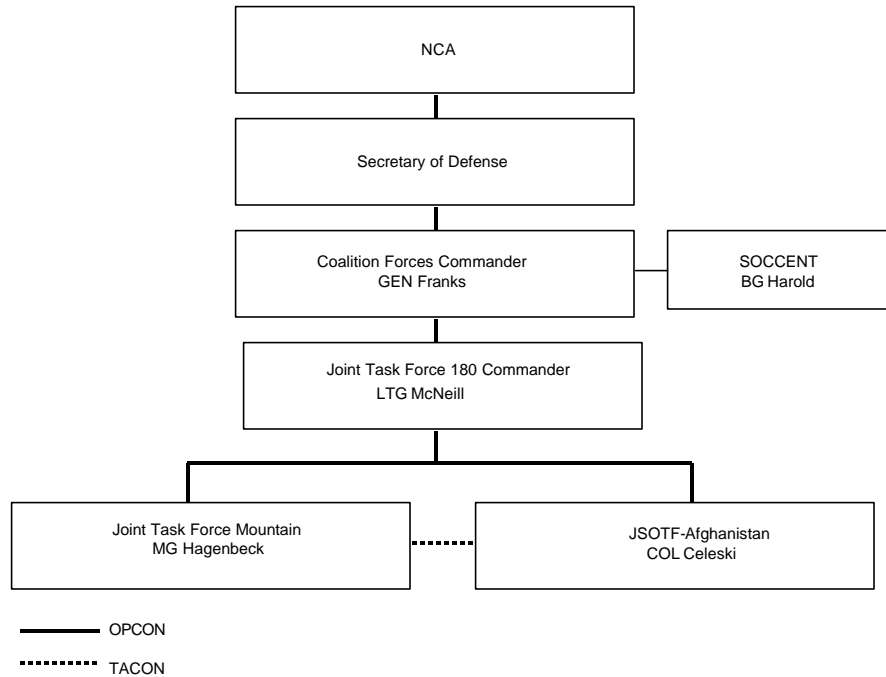 NCA
Secretary of Defense
Coalition Forces Commander
GEN Franks
SOCCENT
BG Harold
Joint Task Force 180 Commander
LTG McNeill
Joint Task Force Mountain
MG Hagenbeck
JSOTF-Afghanistan
COL Celeski
OPCON
TACON